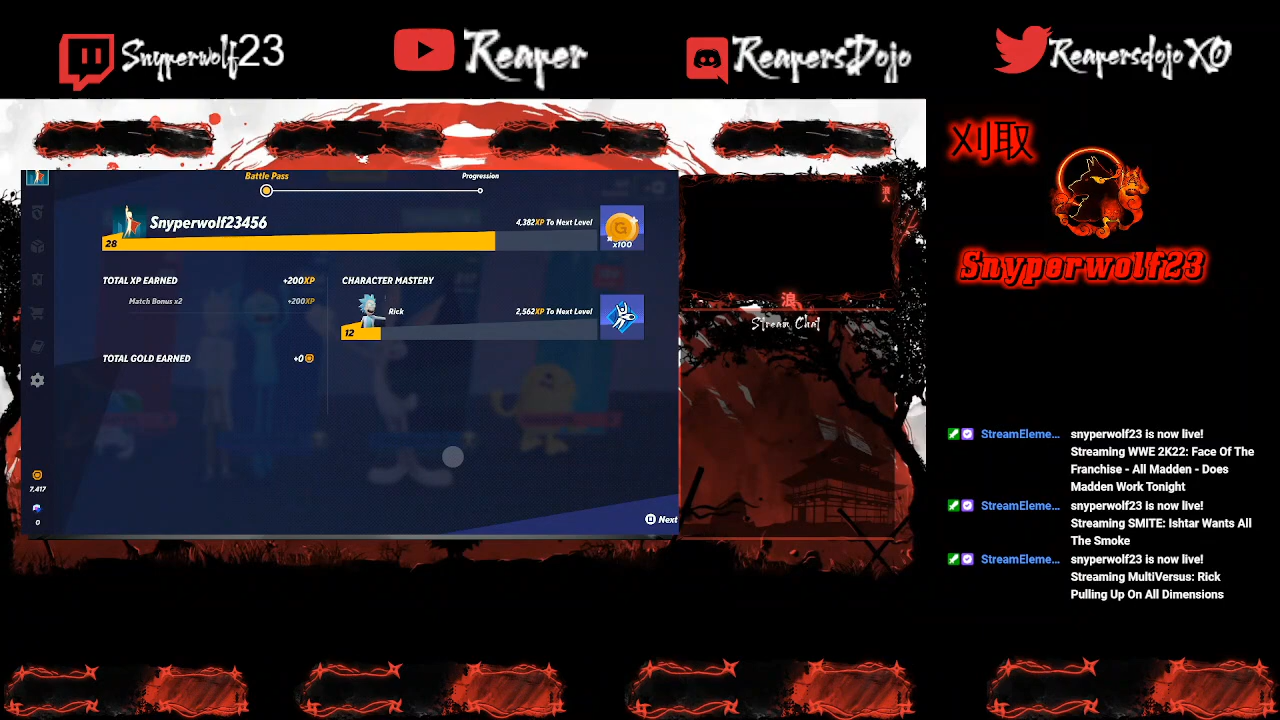 Snyperwolf23
Reaper
ReapersDojo
ReapersdojoXO
刈取
Snyperwolf23
Battle Pass
Progression
Snyperwolf23456
4,382XP To Next Level
28
x100
TOTAL XP EARNED
+200XP
Match Bonus x2
+200XP
TOTAL GOLD EARNED
+0
CHARACTER MASTERY
Rick
2,562XP To Next Level
12
7,417
0
Next
浪人
浪
Stream Chat
StreamEleme...
snyperwolf23 is now live!
Streaming WWE 2K22: Face Of The
Franchise - All Madden - Does
Madden Work Tonight
StreamEleme...
snyperwolf23 is now live!
Streaming SMITE: Ishtar Wants All
The Smoke
StreamEleme...
snyperwolf23 is now live!
Streaming MultiVersus: Rick
Pulling Up On All Dimensions